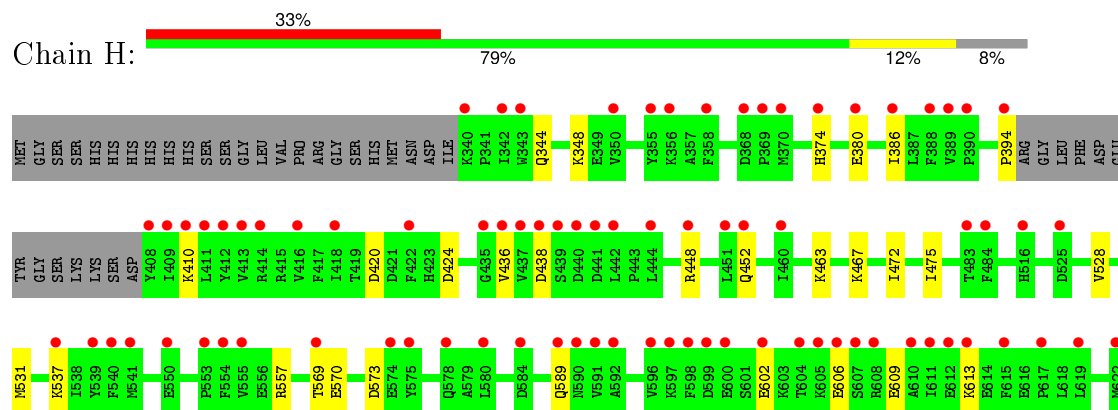 33%
Chain H:
79% 12% 8%
MET GLY SER SER HIS HIS HIS HIS HIS HIS SER SER GLY LEU VAL PRO ARG GLY SER HIS MET ASN ASP ILE K340 P341 I342 W343 Q344 K348 E349 V350 Y355 K356 A357 F358 D368 P369 M370 H374 E380 I386 L387 F388 V389 P390 P394 ARG GLY LEU PHE ASP GLU
TYR GLY SER LYS LYS SER ASP Y408 I409 K410 L411 Y412 V413 R414 R415 V416 F417 I418 T419 D420 D421 F422 H423 D424 G435 V436 V437 D438 S439 D440 D441 L442 P443 L444 R448 L451 Q452 I460 K463 K467 I472 I475 T483 F484 H516 D525 V528
M531 K537 I538 Y539 F540 M541 E550 P553 F554 V555 E556 R557 T569 E570 D573 E574 Y575 Q578 A579 L580 D584 Q589 N590 V591 A592 V596 K597 F598 D599 E600 S601 E602 K603 T604 K605 E606 S607 R608 E609 A610 I611 E612 K613 E614 F615 E616 P617 L618 L619